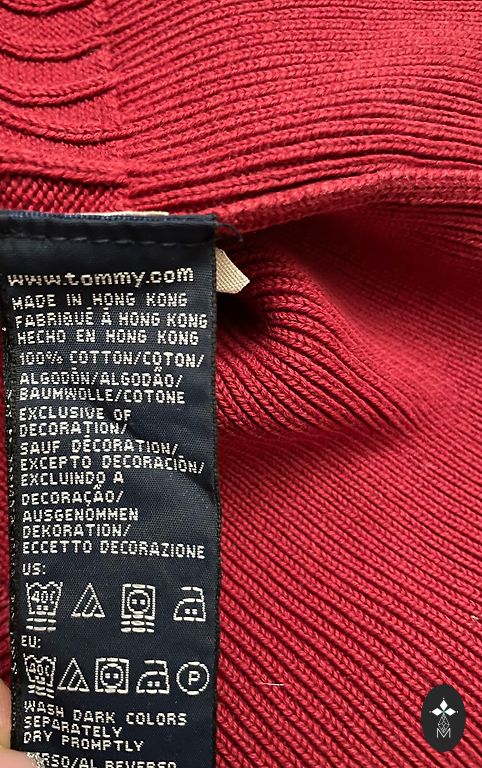 www.tommy.com
MADE IN HONG KONG
FABRIQUÉ À HONG KONG
HECHO EN HONG KONG
100% COTTON/COTON/
ALGODÓN/ALGODÃO/
BAUMWOLLE/COTONE
EXCLUSIVE OF
DECORATION/
SAUF DÉCORATION/
EXCEPTO DECORACIÓN/
EXCLUINDO A
DECORAÇÃO/
AUSGENOMMEN
DEKORATION/
ECCETTO DECORAZIONE
US:
40
EU:
40 P
WASH DARK COLORS
SEPARATELY
DRY PROMPTLY